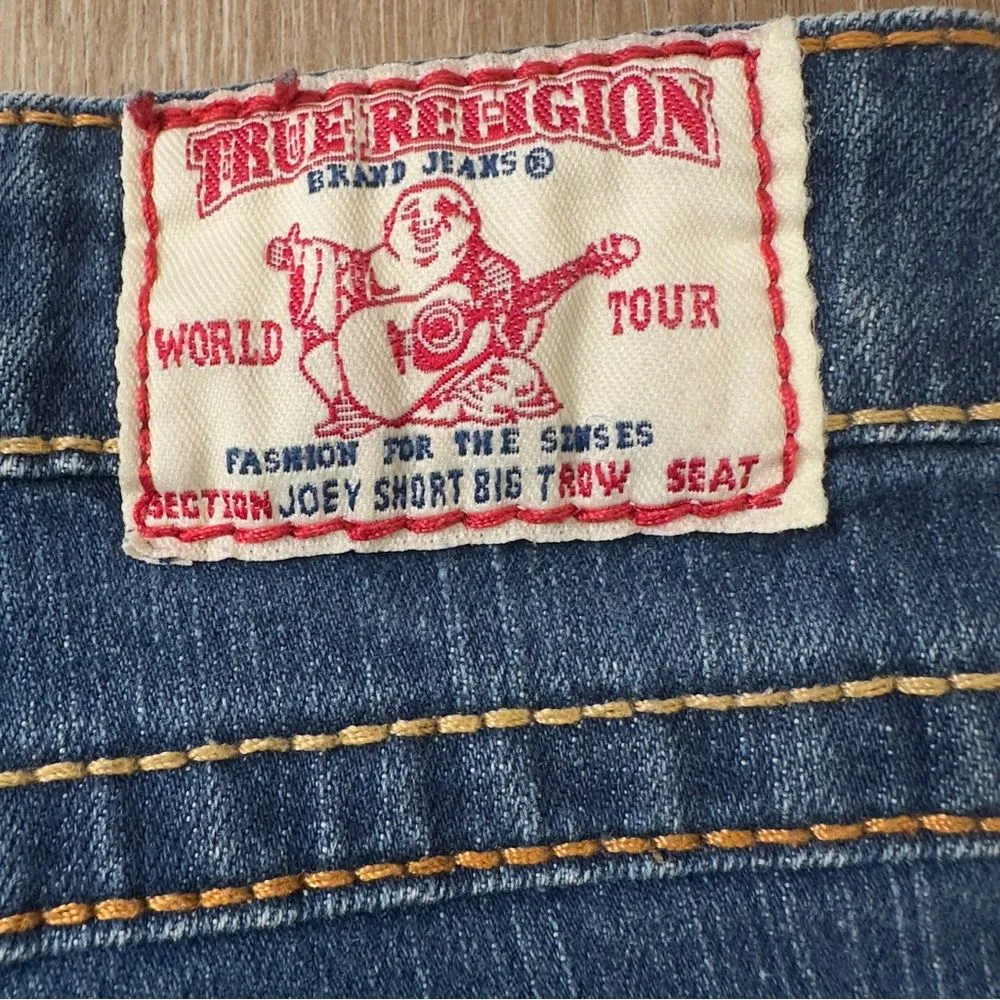 TRUE RELIGION
BRAND JEANS®
WORLD TOUR
FASHION FOR THE SENSES
SECTION JOEY SHORT BIG T ROW SEAT